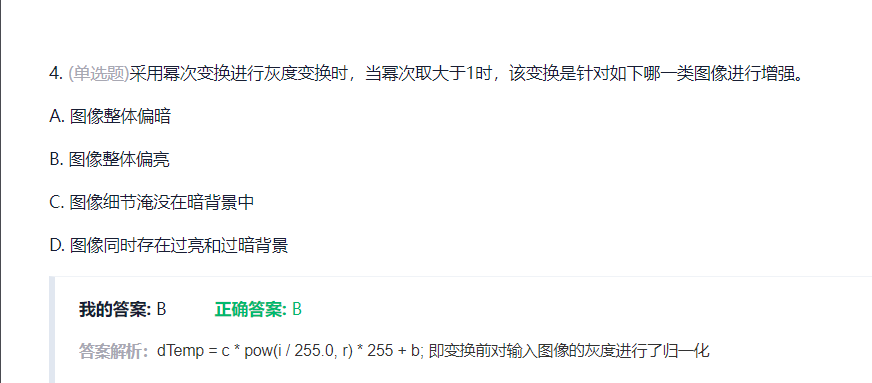 4. (单选题)采用幂次变换进行灰度变换时，当幂次取大于1时，该变换是针对如下哪一类图像进行增强。
A. 图像整体偏暗
B. 图像整体偏亮
C. 图像细节淹没在暗背景中
D. 图像同时存在过亮和过暗背景
我的答案: B 正确答案: B
答案解析：dTemp = c * pow(i / 255.0, r) * 255 + b; 即变换前对输入图像的灰度进行了归一化